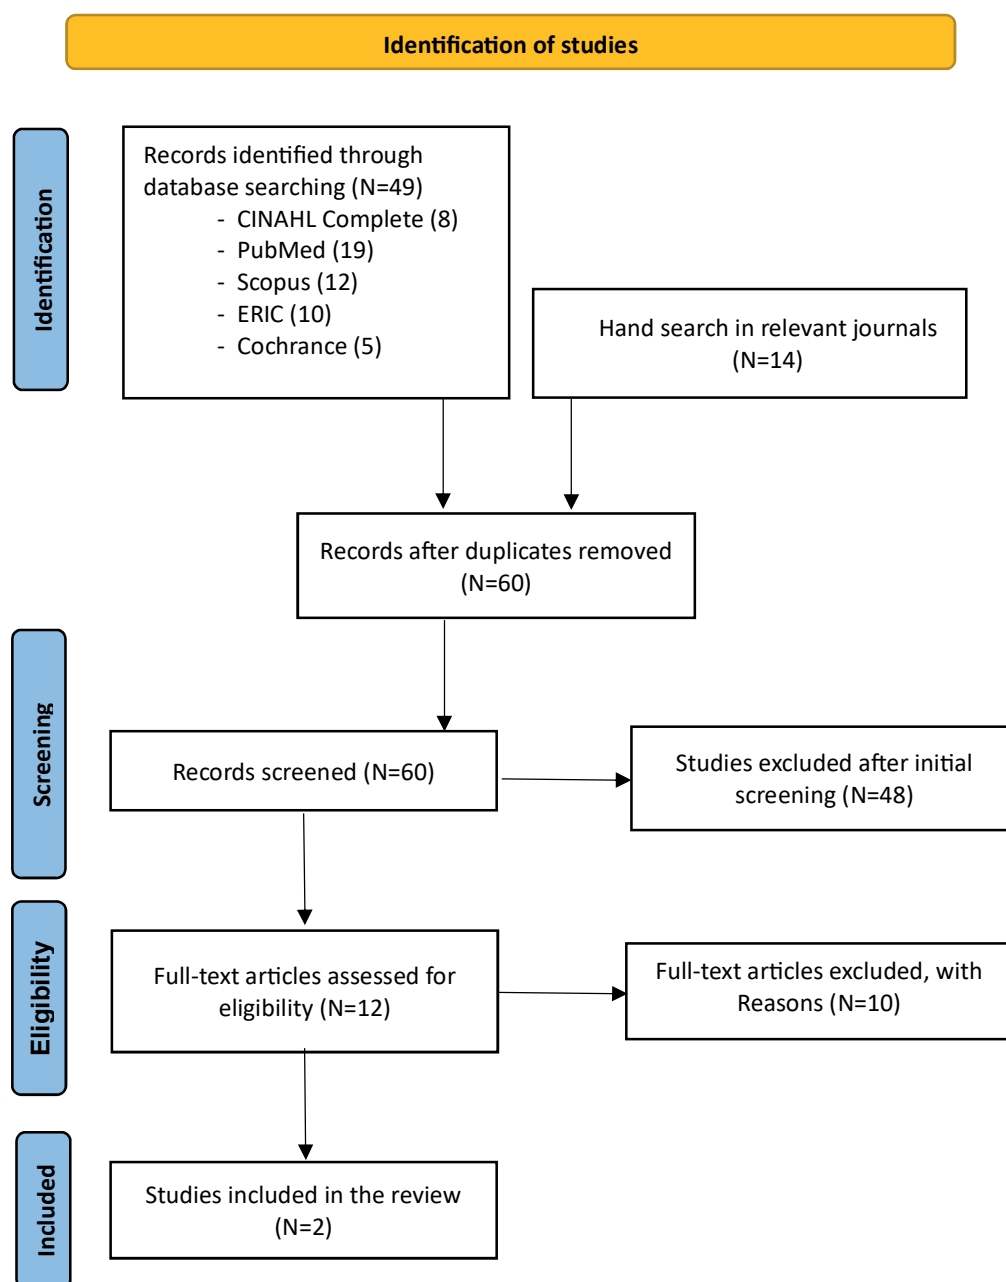 Identification of studies
Identification
Records identified through
database searching (N=49)
- CINAHL Complete (8)
- PubMed (19)
- Scopus (12)
- ERIC (10)
- Cochrance (5)
Hand search in relevant journals
(N=14)
Records after duplicates removed
(N=60)
Screening
Records screened (N=60)
Studies excluded after initial
screening (N=48)
Eligibility
Full-text articles assessed for
eligibility (N=12)
Full-text articles excluded, with
Reasons (N=10)
Included
Studies included in the review
(N=2)